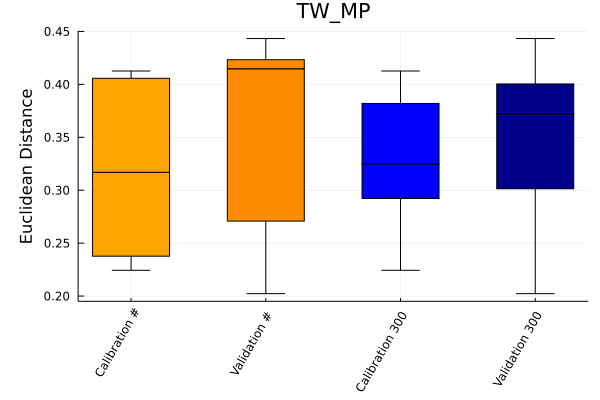 TW_MP
Euclidean Distance
0.45
0.40
0.35
0.30
0.25
0.20
Calibration #
Validation #
Calibration 300
Validation 300